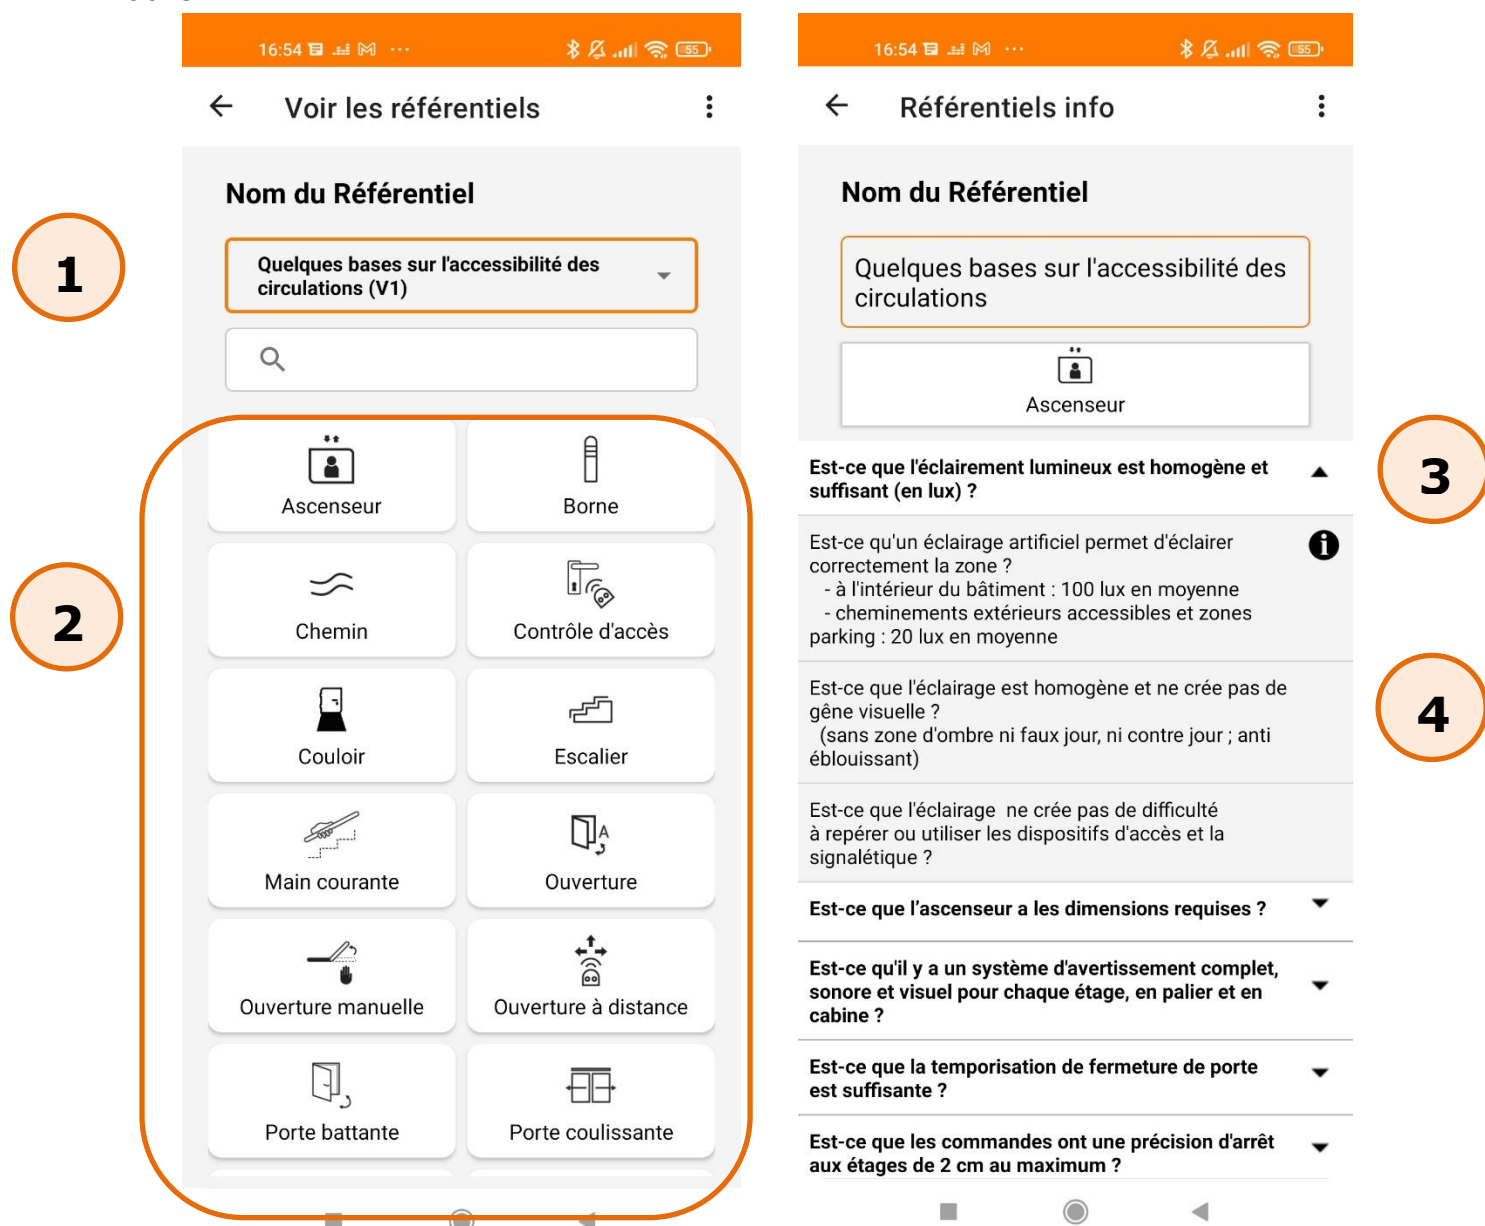 16:54
55
Voir les référentiels
Nom du Référentiel
1
Quelques bases sur l'accessibilité des
circulations (V1)
2
Ascenseur
Borne
Chemin
Contrôle d'accès
Couloir
Escalier
Main courante
A
Ouverture
Ouverture manuelle
Ouverture à distance
Porte battante
Porte coulissante
16:54
55
Référentiels info
Nom du Référentiel
Quelques bases sur l'accessibilité des
circulations
Ascenseur
3
Est-ce que l'éclairement lumineux est homogène et
suffisant (en lux) ?
Est-ce qu'un éclairage artificiel permet d'éclairer
correctement la zone ?
- à l'intérieur du bâtiment : 100 lux en moyenne
- cheminements extérieurs accessibles et zones
parking : 20 lux en moyenne
4
Est-ce que l'éclairage est homogène et ne crée pas de
gêne visuelle ?
(sans zone d'ombre ni faux jour, ni contre jour ; anti
éblouissant)
Est-ce que l'éclairage  ne crée pas de difficulté
à repérer ou utiliser les dispositifs d'accès et la
signalétique ?
Est-ce que l’ascenseur a les dimensions requises ?
Est-ce qu'il y a un système d'avertissement complet,
sonore et visuel pour chaque étage, en palier et en
cabine ?
Est-ce que la temporisation de fermeture de porte
est suffisante ?
Est-ce que les commandes ont une précision d'arrêt
aux étages de 2 cm au maximum ?